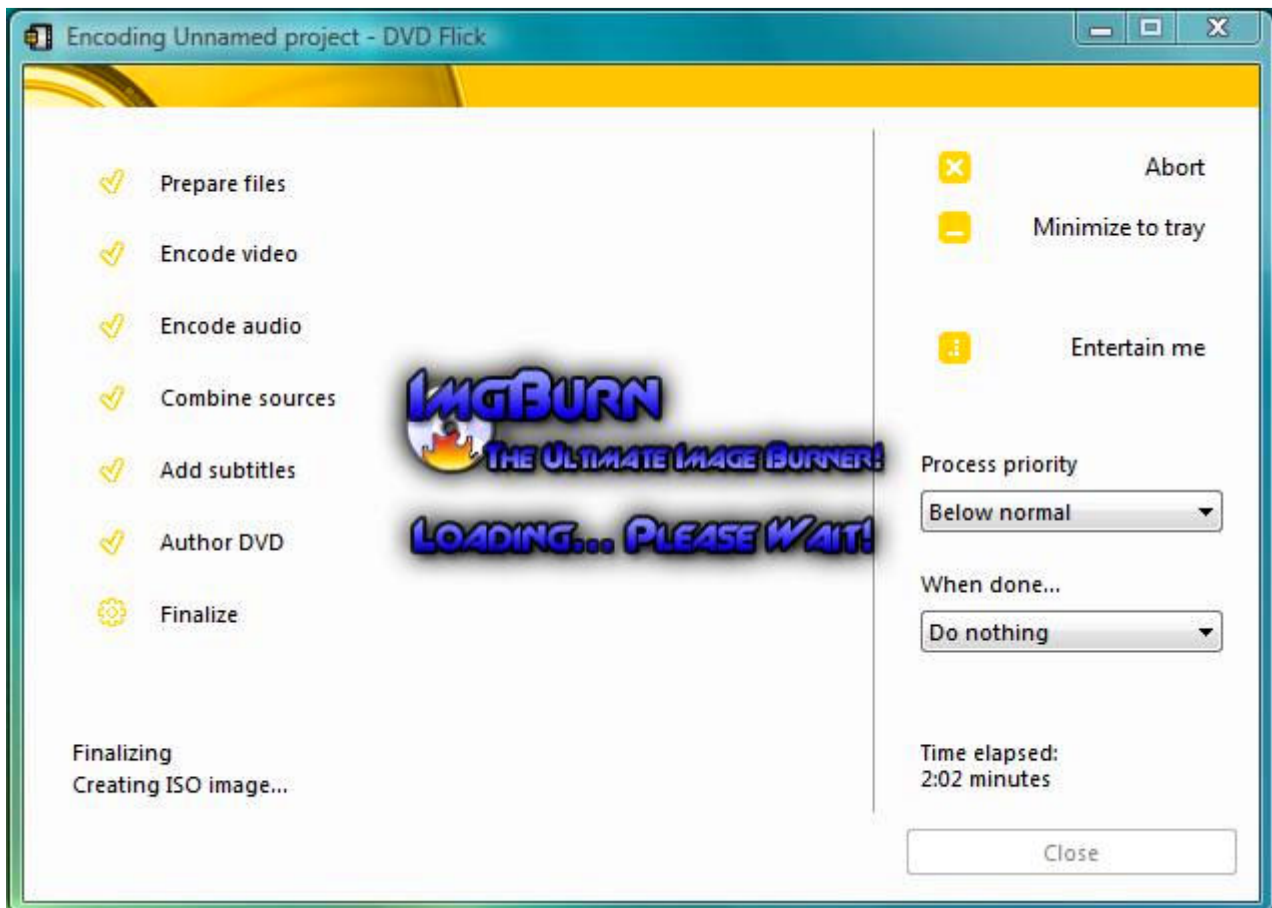 Encoding Unnamed project - DVD Flick
Prepare files
Encode video
Encode audio
Combine sources
Add subtitles
Author DVD
Finalize
ImgBurn
The Ultimate Image Burner!
Loading... Please Wait!
Finalizing
Creating ISO image...
Abort
Minimize to tray
Entertain me
Process priority
Below normal
When done...
Do nothing
Time elapsed:
2:02 minutes
Close